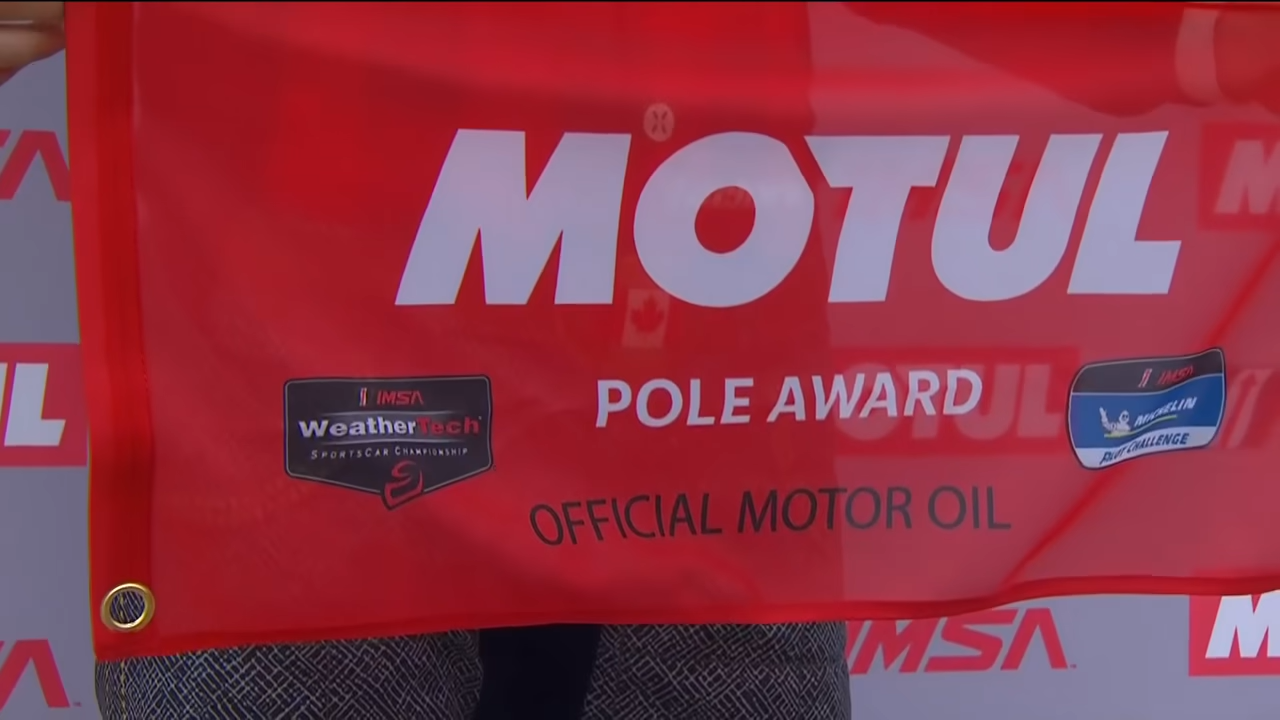 MOTUL
POLE AWARD
IMSA
WeatherTech
SPORTSCAR CHAMPIONSHIP
IMSA
MICHELIN
PILOT CHALLENGE
OFFICIAL MOTOR OIL
IMSA